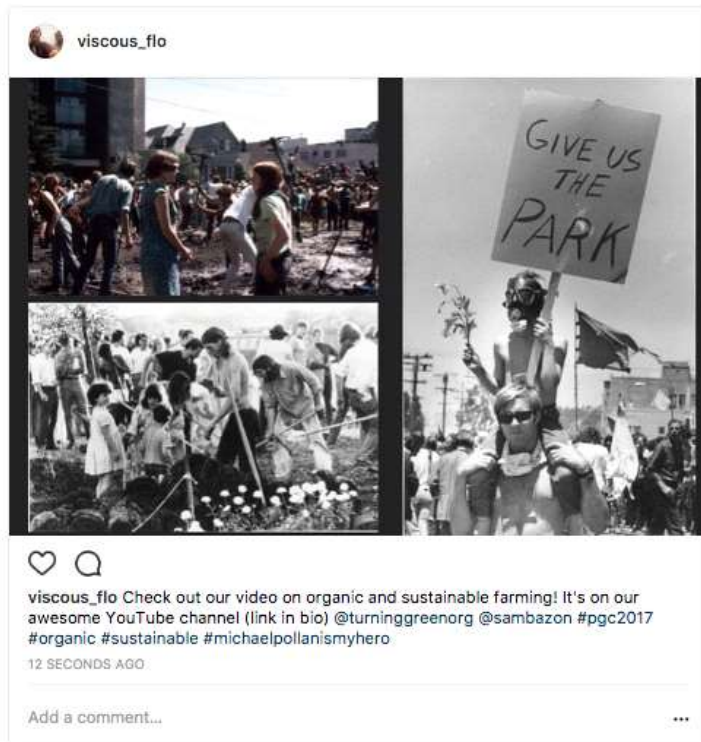 viscous_flo
GIVE US
THE
PARK
viscous_flo Check out our video on organic and sustainable farming! It's on our
awesome YouTube channel (link in bio) @turninggreenorg @sambazon #pgc2017
#organic #sustainable #michaelpollanismyhero
12 SECONDS AGO
Add a comment...